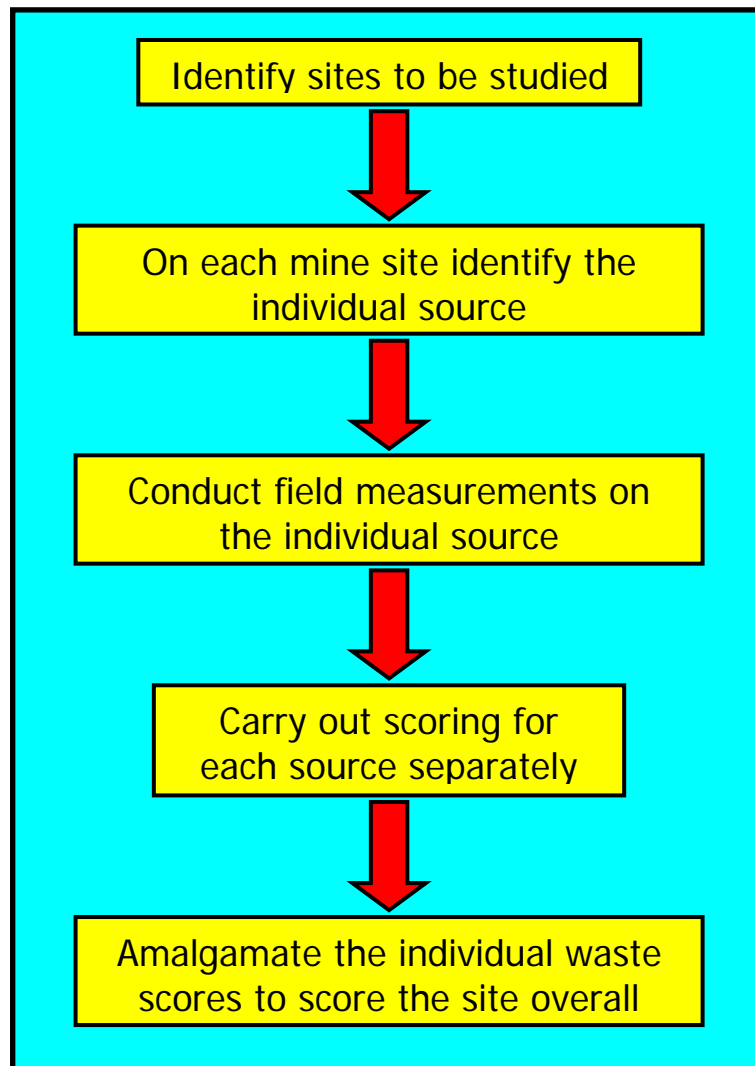 Identify sites to be studied
On each mine site identify the
individual source
Conduct field measurements on
the individual source
Carry out scoring for
each source separately
Amalgamate the individual waste
scores to score the site overall